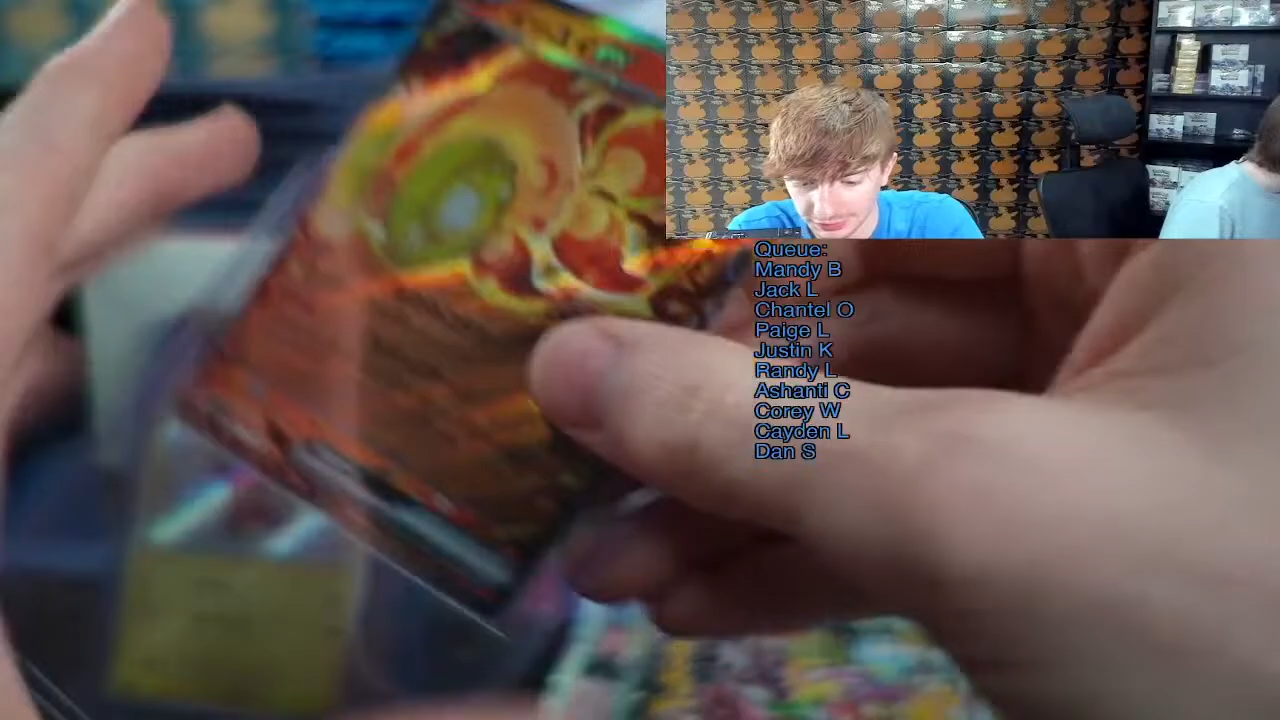 Queue:
Mandy B
Jack L
Chantel O
Paige L
Justin K
Randy L
Ashanti C
Corey W
Cayden L
Dan S